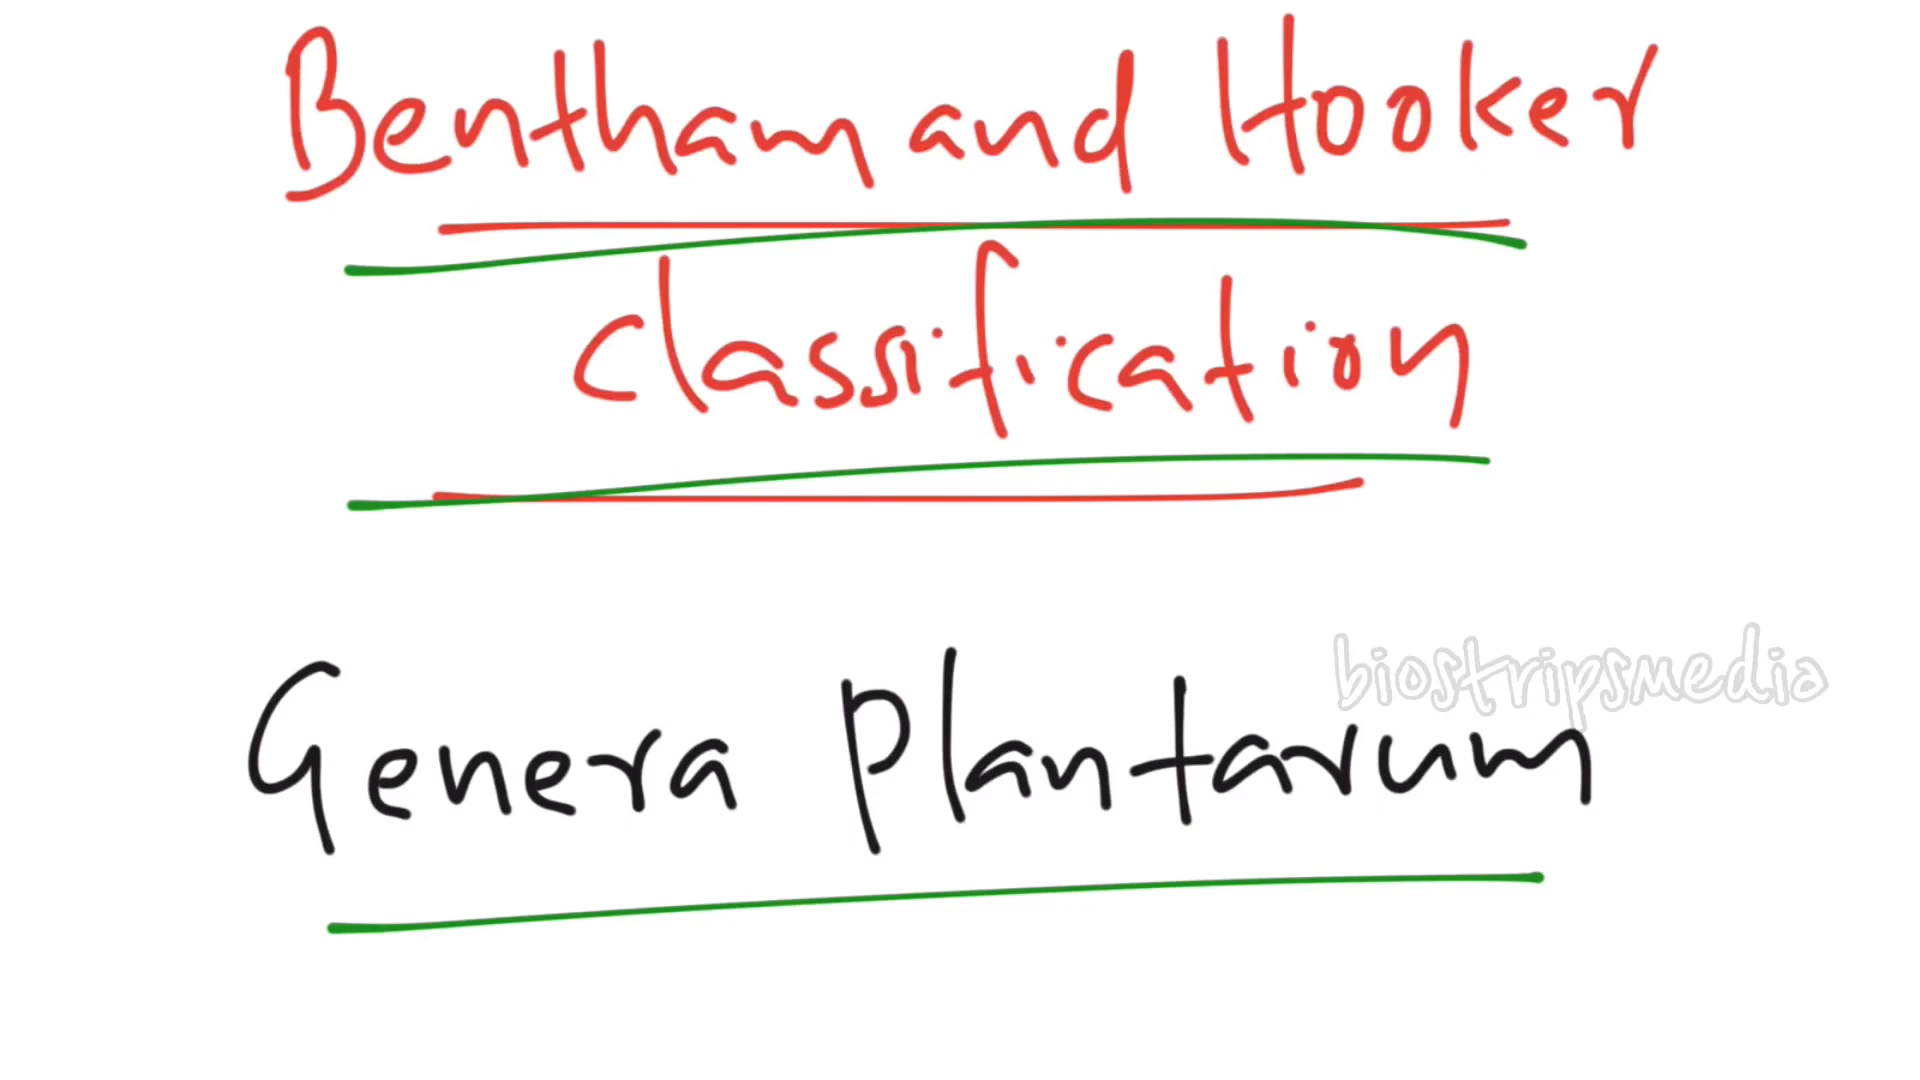 Bentham and Hooker
classification
biostripsmedia
Genera Plantarum